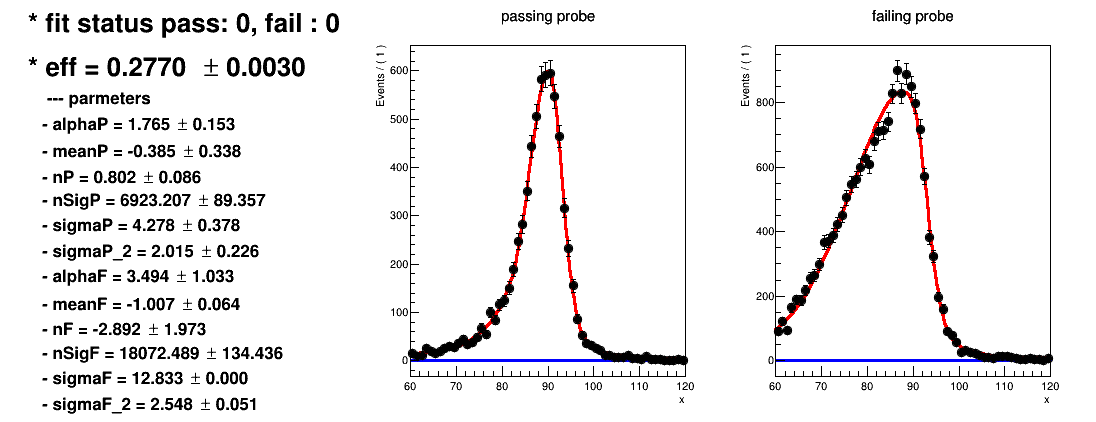 * fit status pass: 0, fail : 0
* eff = 0.2770 ± 0.0030
--- parmeters
- alphaP = 1.765 ± 0.153
- meanP = -0.385 ± 0.338
- nP = 0.802 ± 0.086
- nSigP = 6923.207 ± 89.357
- sigmaP = 4.278 ± 0.378
- sigmaP_2 = 2.015 ± 0.226
- alphaF = 3.494 ± 1.033
- meanF = -1.007 ± 0.064
- nF = -2.892 ± 1.973
- nSigF = 18072.489 ± 134.436
- sigmaF = 12.833 ± 0.000
- sigmaF_2 = 2.548 ± 0.051
passing probe
Events / ( 1 )
600
500
400
300
200
100
0
60 70 80 90 100 110 120
x
failing probe
Events / ( 1 )
800
600
400
200
0
60 70 80 90 100 110 120
x